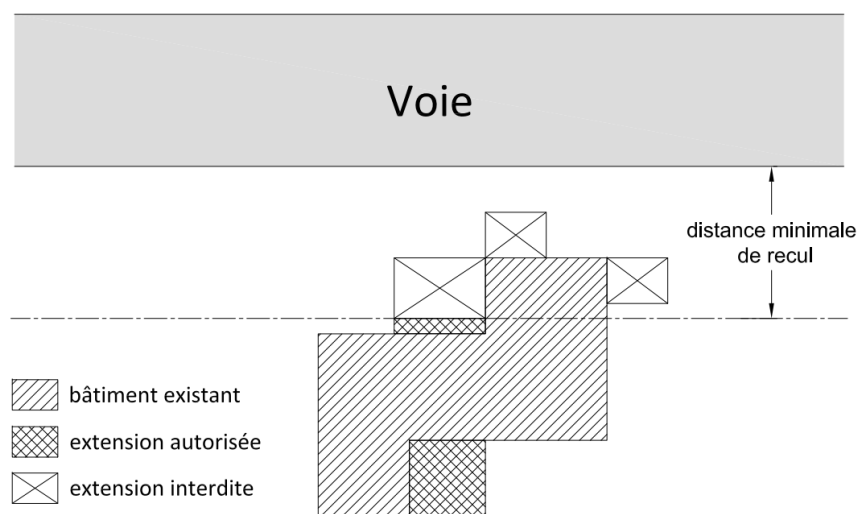 Voie
distance minimale
de recul
bâtiment existant
extension autorisée
extension interdite